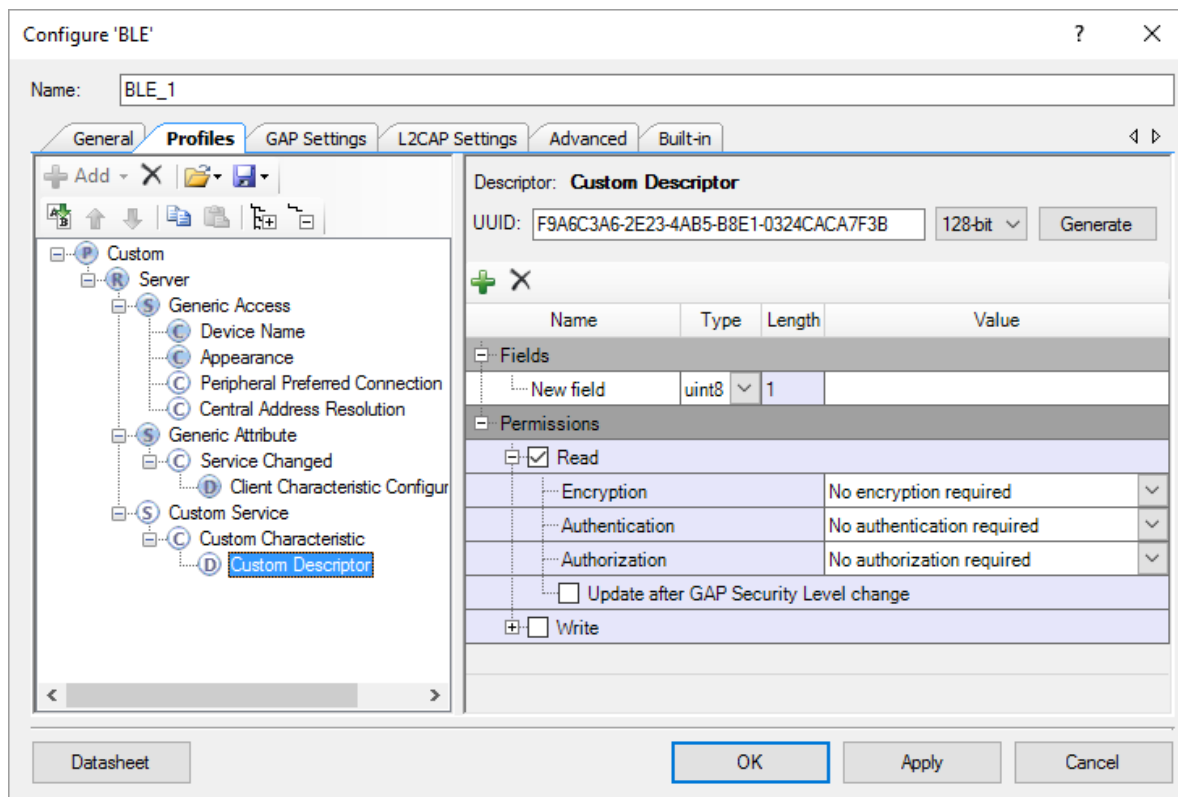 Configure 'BLE'
?
Name: BLE_1
General Profiles GAP Settings L2CAP Settings Advanced Built-in
Add
Descriptor: Custom Descriptor
UUID: F9A6C3A6-2E23-4AB5-B8E1-0324CACA7F3B 128-bit Generate
P Custom
R Server
S Generic Access
C Device Name
C Appearance
C Peripheral Preferred Connection
C Central Address Resolution
S Generic Attribute
C Service Changed
D Client Characteristic Configur
S Custom Service
C Custom Characteristic
D Custom Descriptor
Name Type Length Value
Fields
New field uint8 1
Permissions
Read
Encryption No encryption required
Authentication No authentication required
Authorization No authorization required
Update after GAP Security Level change
Write
Datasheet OK Apply Cancel